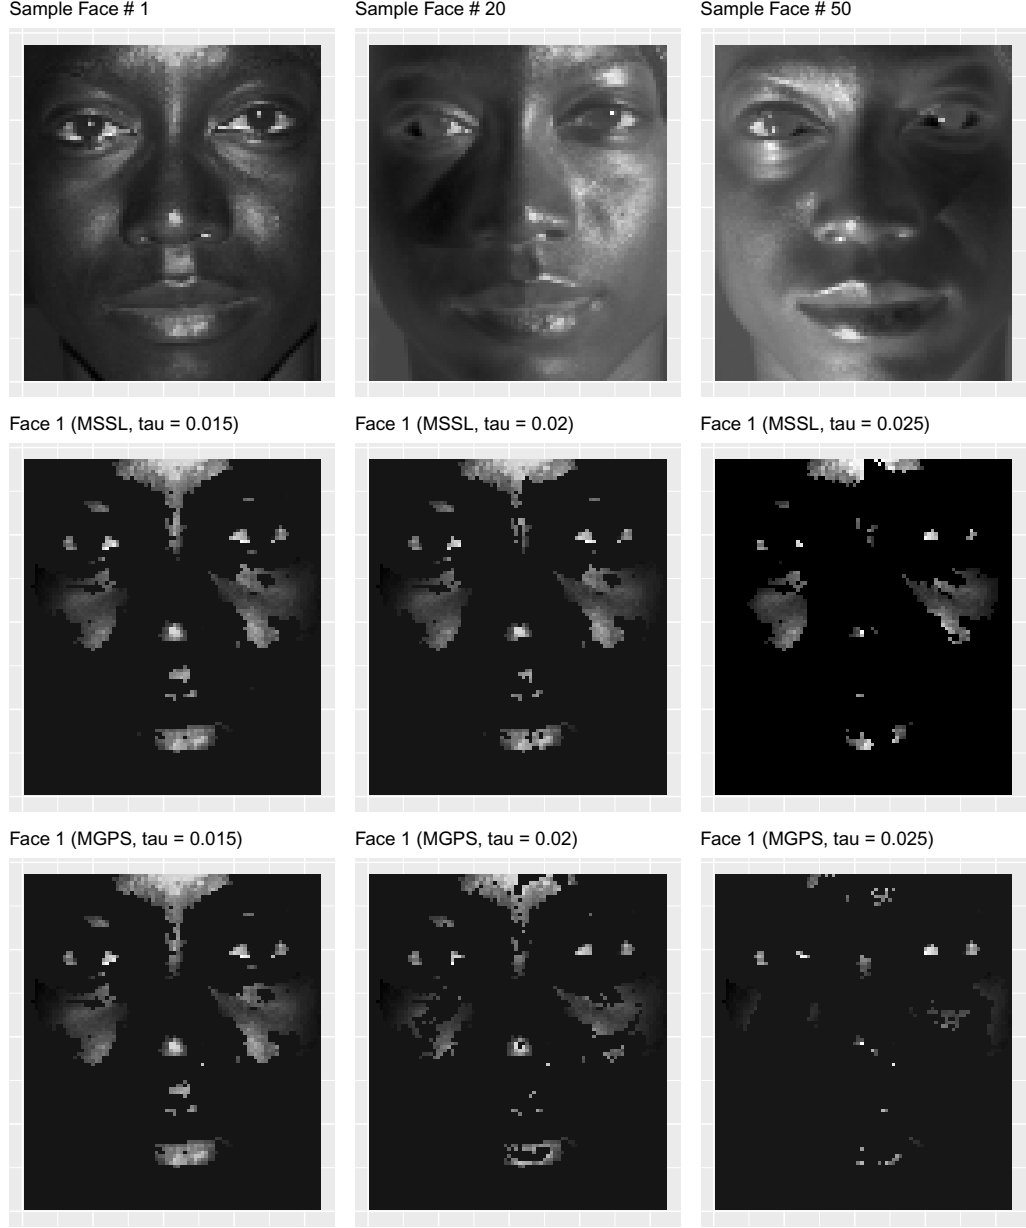 Sample Face # 1
Sample Face # 20
Sample Face # 50
Face 1 (MSSL, tau = 0.015)
Face 1 (MSSL, tau = 0.02)
Face 1 (MSSL, tau = 0.025)
Face 1 (MGPS, tau = 0.015)
Face 1 (MGPS, tau = 0.02)
Face 1 (MGPS, tau = 0.025)